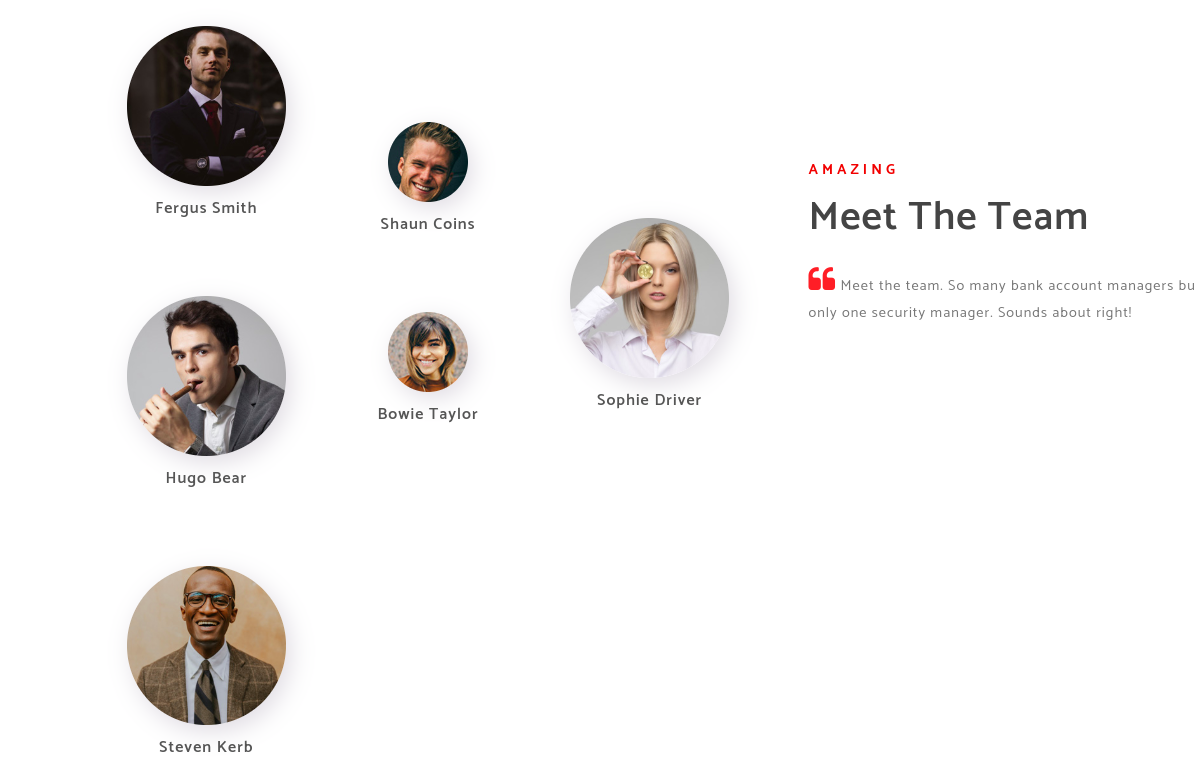 Fergus Smith
Shaun Coins
Hugo Bear
Bowie Taylor
Sophie Driver
Steven Kerb
AMAZING
Meet The Team
Meet the team. So many bank account managers bu
only one security manager. Sounds about right!